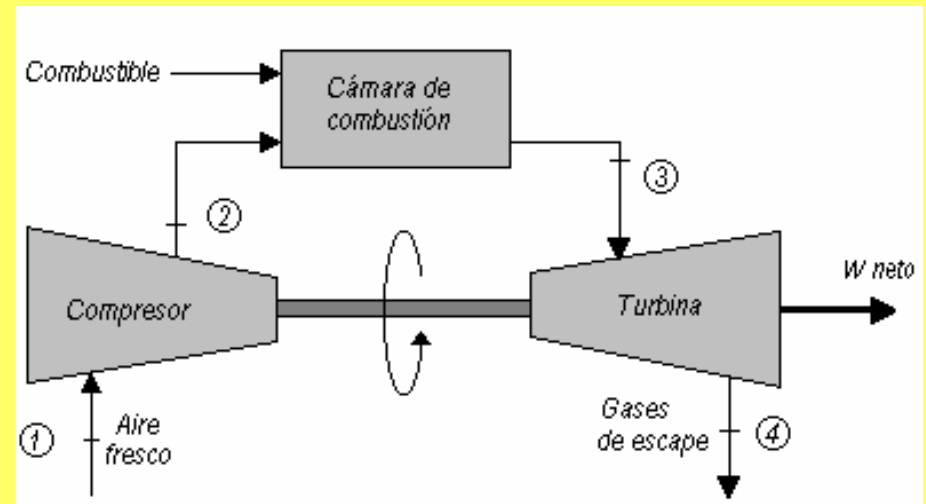 Combustible
Cámara de
combustión
②
③
W neto
Compresor
Turbina
①
Aire
fresco
Gases
de escape
④